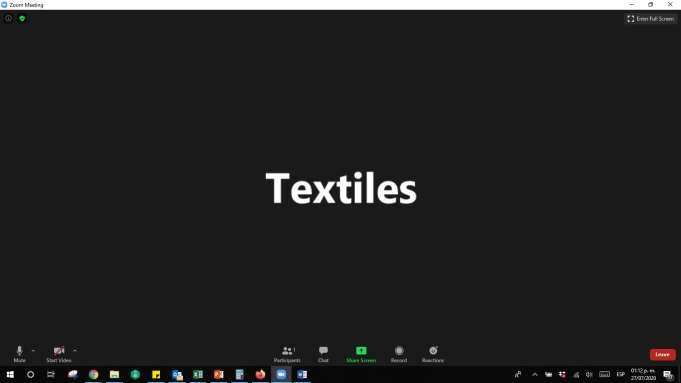 Zoom Meeting
Enter Full Screen
Textiles
Mute
Start Video
Participants
1
Chat
Share Screen
Record
Reactions
Leave
ESP
01:12 p. m.
27/07/2020